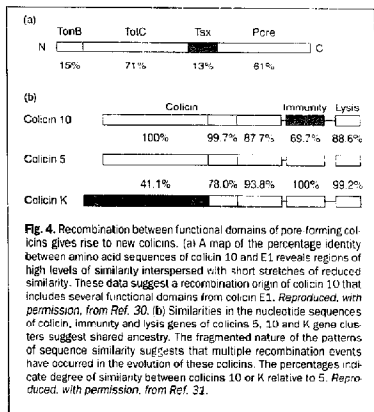 (a)
TonB TolC Tsx Pore
N C
15% 71% 13% 61%
(b)
Colicin Immunity Lysis
Colicin 10
100% 99.7% 87.7% 69.7% 88.6%
Colicin 5
41.1% 78.0% 93.8% 100% 99.2%
Colicin K
Fig. 4. Recombination between functional domains of pore-forming col-
icins gives rise to new colicins. (a) A map of the percentage identity
between amino acid sequences of colicin 10 and E1 reveals regions of
high levels of similarity interspersed with short stretches of reduced
similarity. These data suggest a recombination origin of colicin 10 that
includes several functional domains from colicin E1. Reproduced, with
permission, from Ref. 30. (b) Similarities in the nucleotide sequences
of colicin, immunity and lysis genes of colicins 5, 10 and K gene clus-
ters suggest shared ancestry. The fragmented nature of the patterns
of sequence similarity suggests that multiple recombination events
have occurred in the evolution of these colicins. The percentages indi-
cate degree of similarity between colicins 10 or K relative to 5. Repro-
duced, with permission, from Ref. 31.